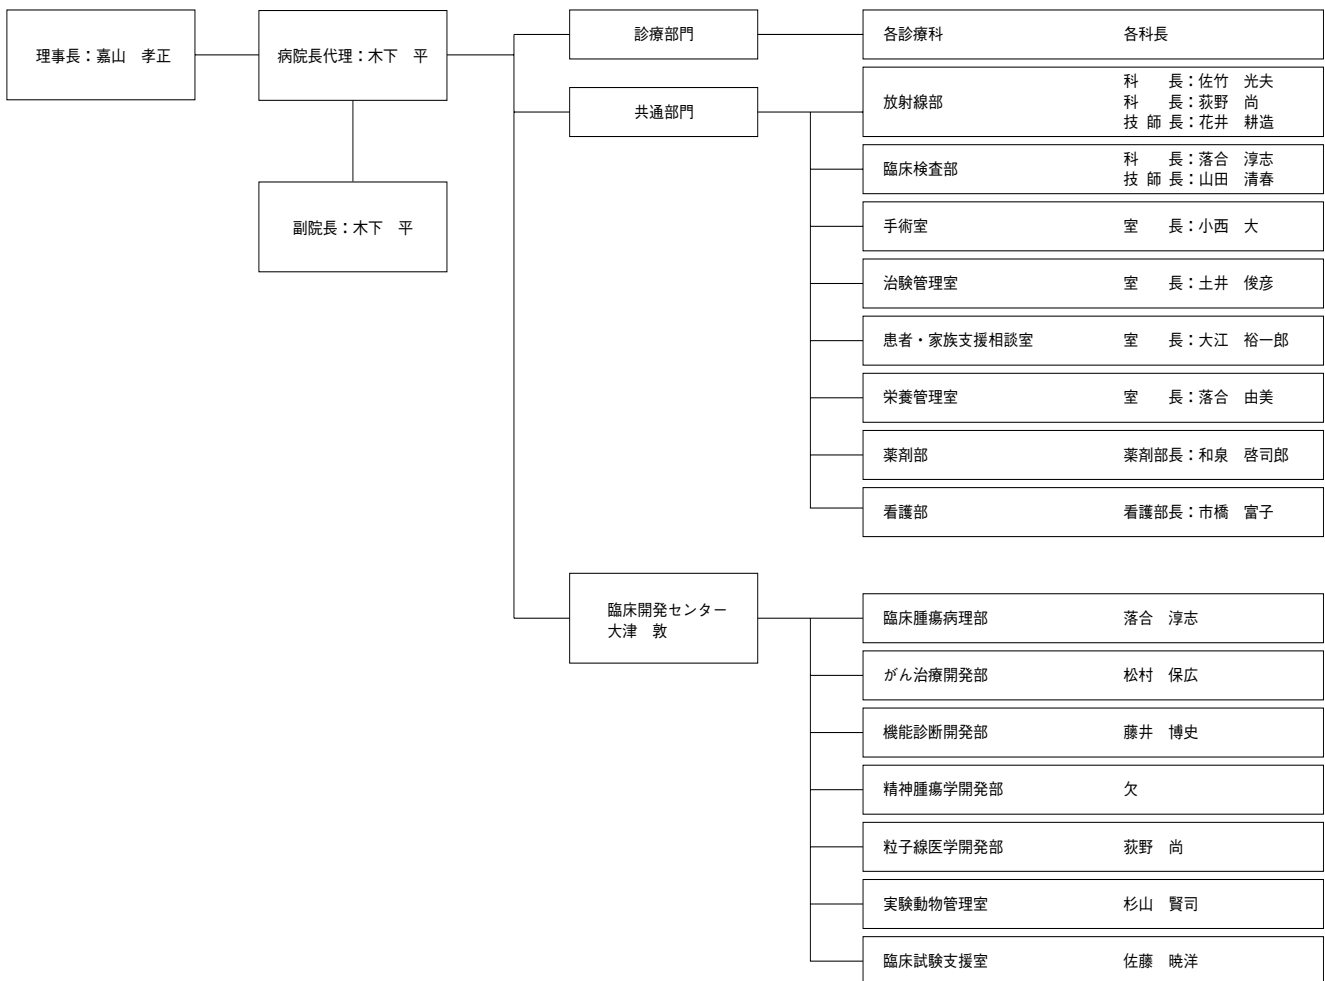 理事長：嘉山　孝正
病院長代理：木下　平
副院長：木下　平
診療部門
各診療科　各科長
共通部門
放射線部
科　　長：佐竹　光夫
科　　長：荻野　尚
技 師 長：花井　耕造
臨床検査部
科　　長：落合　淳志
技 師 長：山田　清春
手術室　室　　長：小西　大
治験管理室　室　　長：土井　俊彦
患者・家族支援相談室　室　　長：大江　裕一郎
栄養管理室　室　　長：落合　由美
薬剤部　薬剤部長：和泉　啓司郎
看護部　看護部長：市橋　富子
臨床開発センター
大津　敦
臨床腫瘍病理部　落合　淳志
がん治療開発部　松村　保広
機能診断開発部　藤井　博史
精神腫瘍学開発部　欠
粒子線医学開発部　荻野　尚
実験動物管理室　杉山　賢司
臨床試験支援室　佐藤　暁洋